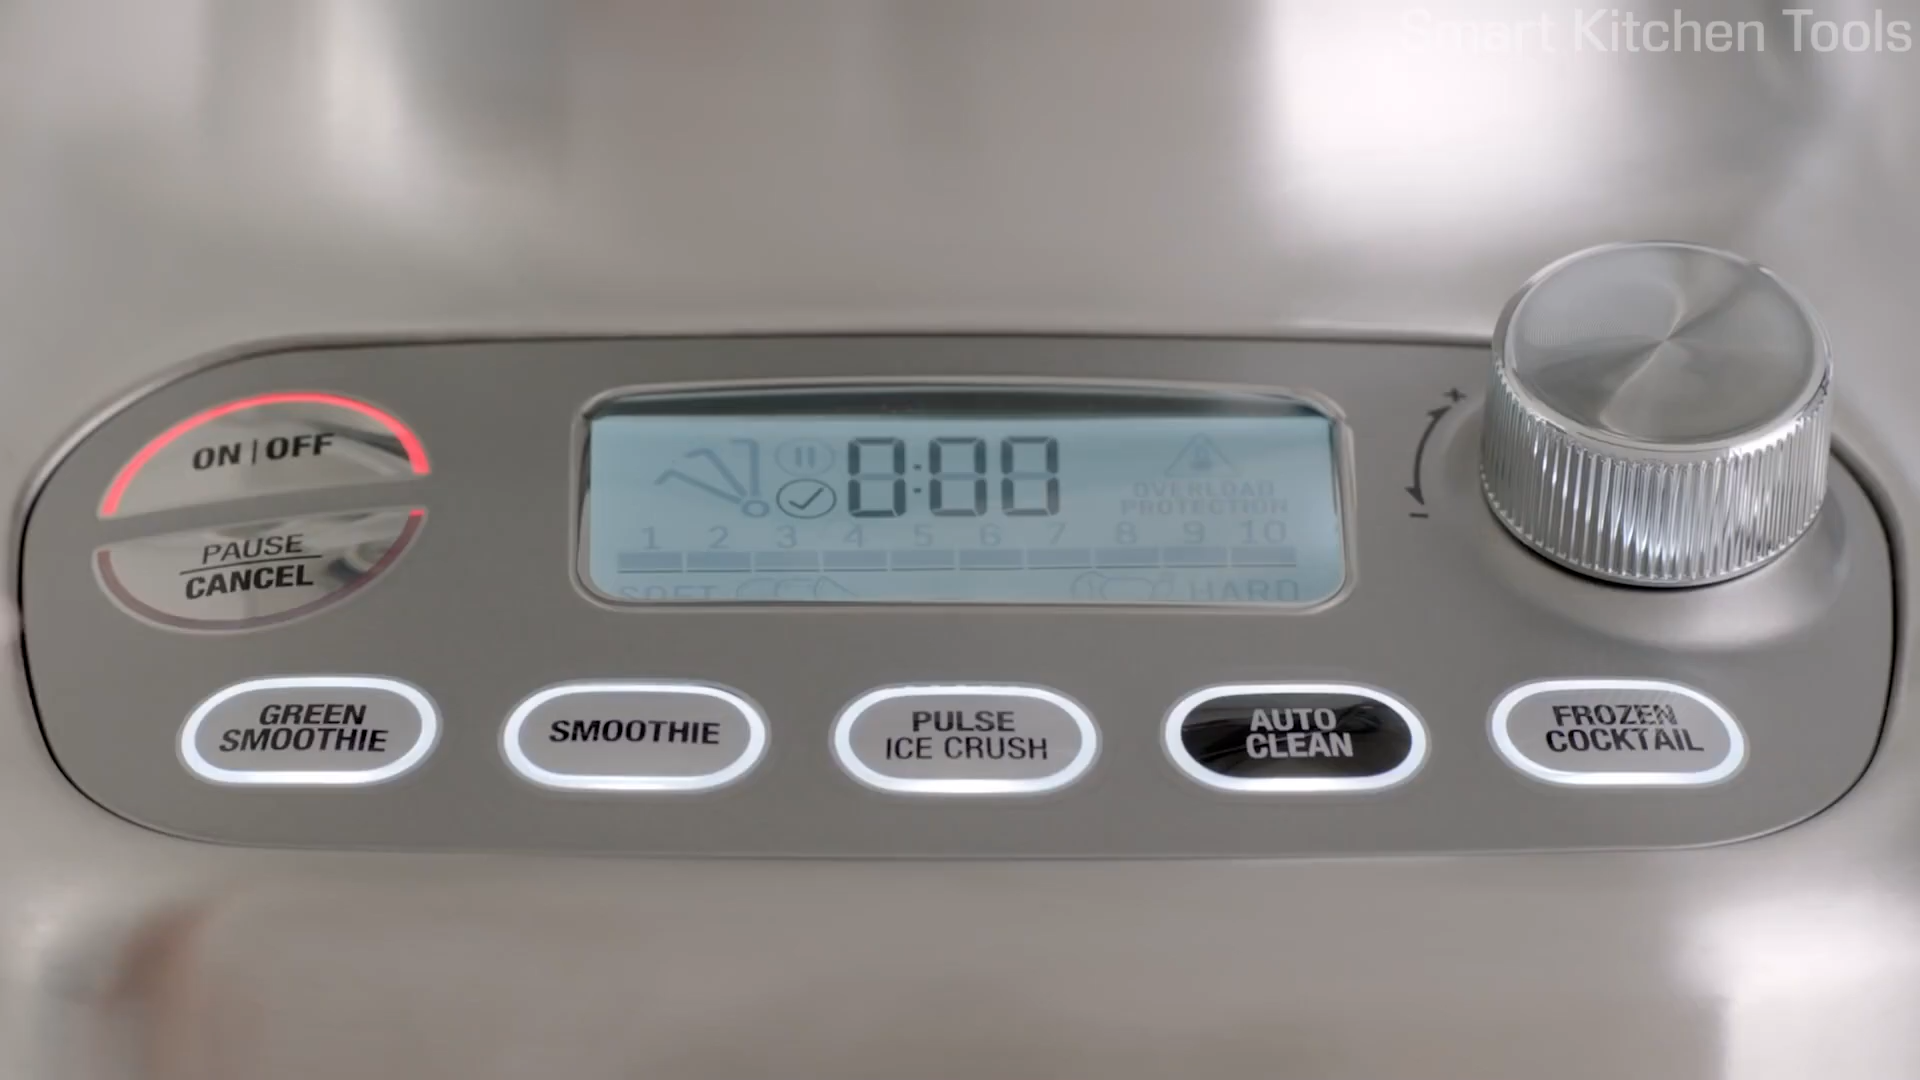 Smart Kitchen Tools
ON | OFF
PAUSE
CANCEL
0:00
OVERLOAD
PROTECTION
1 2 3 4 5 6 7 8 9 10
SOFT HARD
+
−
GREEN
SMOOTHIE
SMOOTHIE
PULSE
ICE CRUSH
AUTO
CLEAN
FROZEN
COCKTAIL